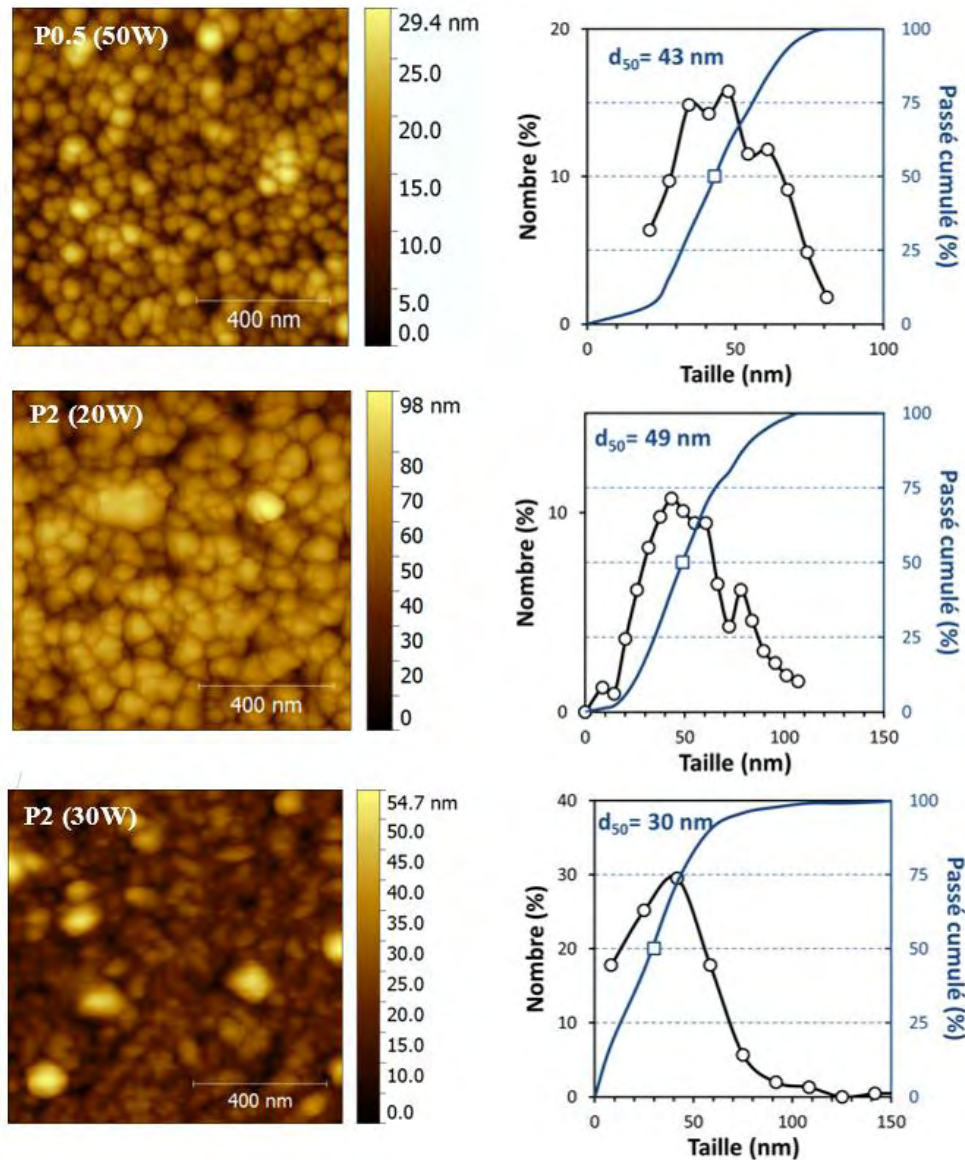 P0.5 (50W)
29.4 nm
25.0
20.0
15.0
10.0
5.0
0.0
400 nm
d50= 43 nm
Nombre (%)
20
10
0
0 50 100
Taille (nm)
100
75
50
25
0
Passé cumulé (%)
P2 (20W)
98 nm
80
70
60
50
40
30
20
0
400 nm
d50= 49 nm
Nombre (%)
10
0
0 50 100 150
Taille (nm)
100
75
50
25
0
Passé cumulé (%)
P2 (30W)
54.7 nm
50.0
45.0
40.0
35.0
30.0
25.0
20.0
15.0
10.0
0.0
400 nm
d50= 30 nm
Nombre (%)
40
30
20
10
0
0 50 100 150
Taille (nm)
100
75
50
25
0
Passé cumulé (%)